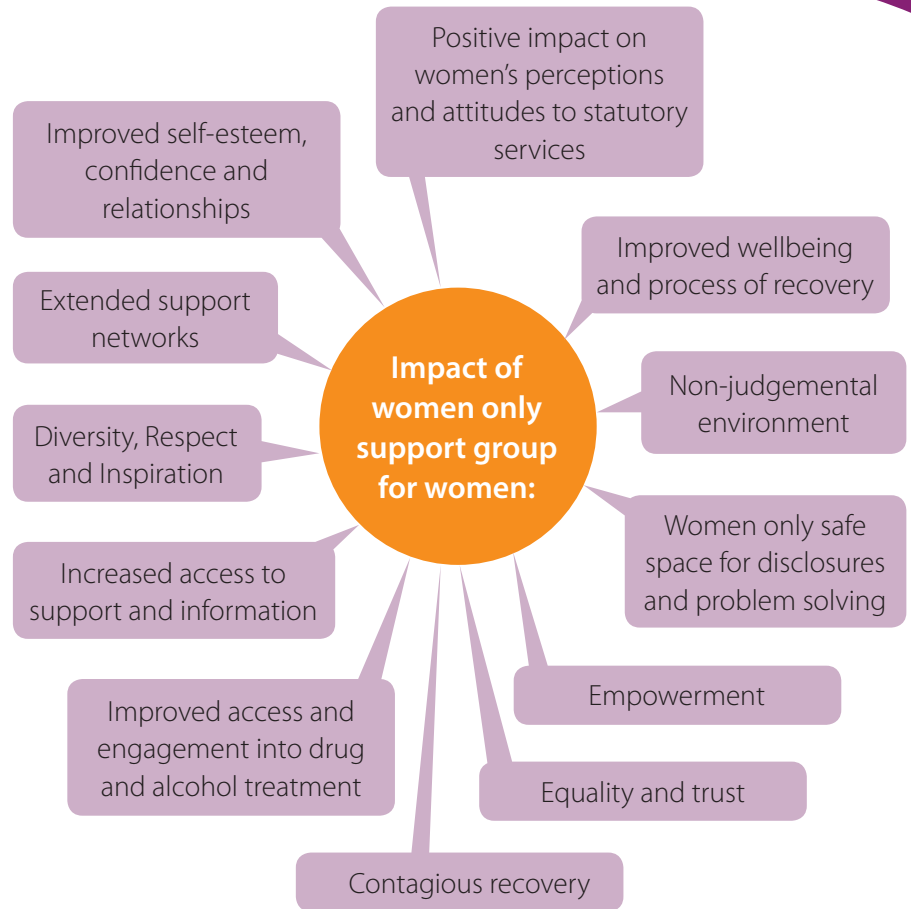 Positive impact on
women’s perceptions
and attitudes to statutory
services
Improved self-esteem,
confidence and
relationships
Improved wellbeing
and process of recovery
Extended support
networks
Impact of
women only
support group
for women:
Non-judgemental
environment
Diversity, Respect
and Inspiration
Women only safe
space for disclosures
and problem solving
Increased access to
support and information
Empowerment
Improved access and
engagement into drug
and alcohol treatment
Equality and trust
Contagious recovery